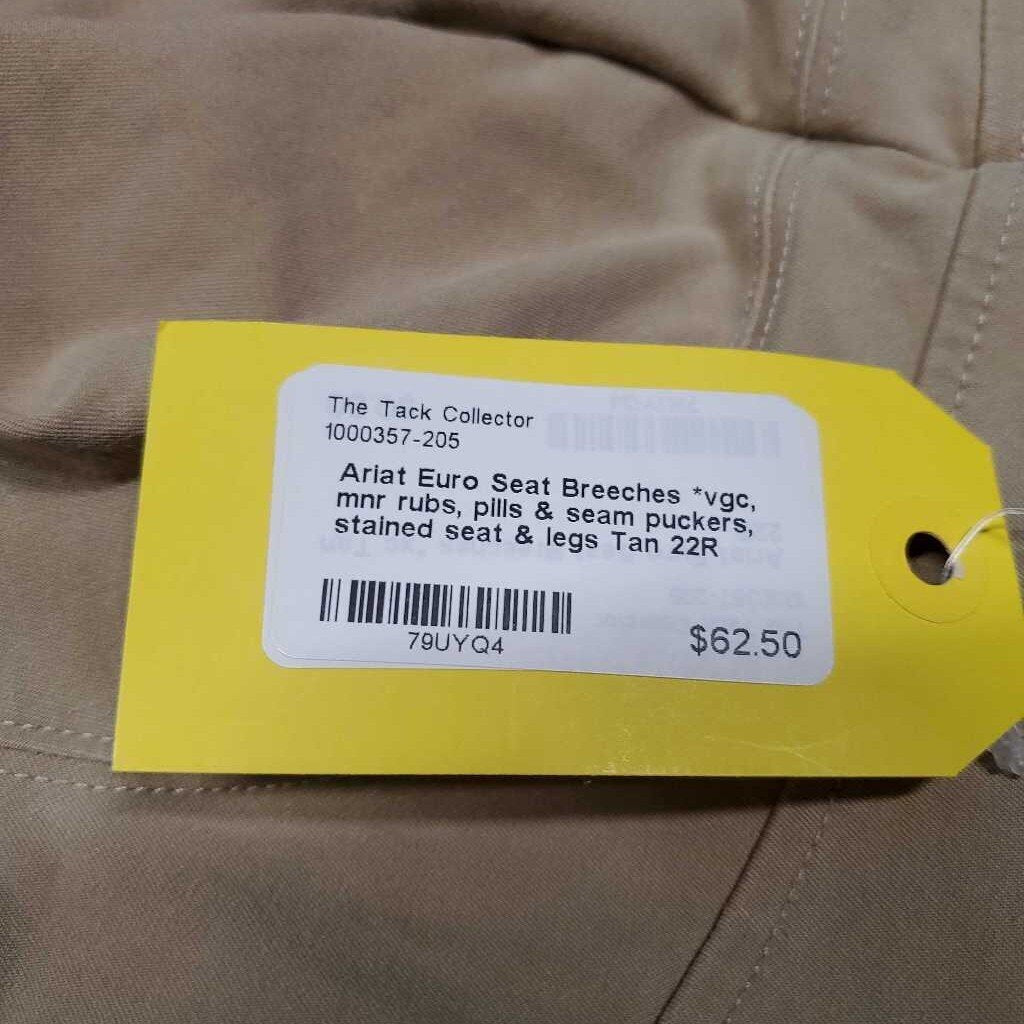 The Tack Collector
1000357-205
Ariat Euro Seat Breeches *vgc,
mnr rubs, pills & seam puckers,
stained seat & legs Tan 22R
79UYQ4
$62.50